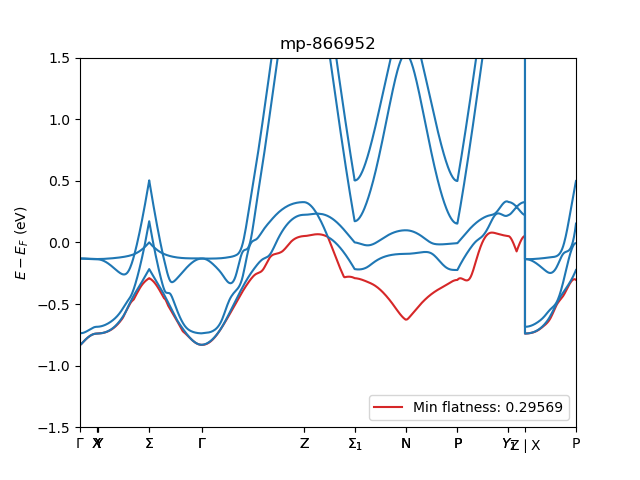 mp-866952
E − E_F (eV)
1.5
1.0
0.5
0.0
−0.5
−1.0
−1.5
Min flatness: 0.29569
Γ X Y Σ Γ Z Σ₁ N P Y₁ Z | X P